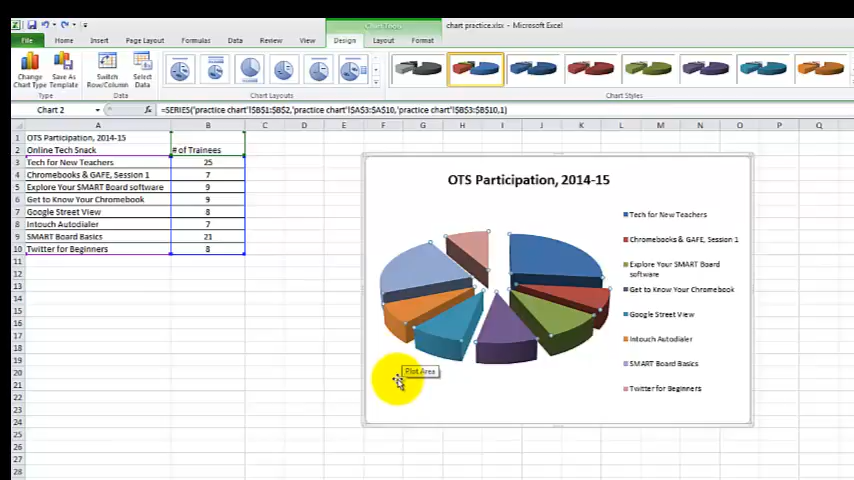 Chart Tools
chart practice.xlsx - Microsoft Excel
File Home Insert Page Layout Formulas Data Review View Design Layout Format
Change Chart Type
Save As Template
Switch Row/Column
Select Data
Type Data Chart Layouts Chart Styles
Chart 2 fx =SERIES('practice chart'!$B$1:$B$2,'practice chart'!$A$3:$A$10,'practice chart'!$B$3:$B$10,1)
A B C D E F G H I J K L M N O P Q
1 OTS Participation, 2014-15
2 Online Tech Snack # of Trainees
3 Tech for New Teachers 25
4 Chromebooks & GAFE, Session 1 7
5 Explore Your SMART Board software 9
6 Get to Know Your Chromebook 9
7 Google Street View 8
8 Intouch Autodialer 7
9 SMART Board Basics 21
10 Twitter for Beginners 8
11
12
13
14
15
16
17
18
19
20
21
22
23
24
25
26
27
28
OTS Participation, 2014-15
Tech for New Teachers
Chromebooks & GAFE, Session 1
Explore Your SMART Board
software
Get to Know Your Chromebook
Google Street View
Intouch Autodialer
SMART Board Basics
Twitter for Beginners
Plot Area